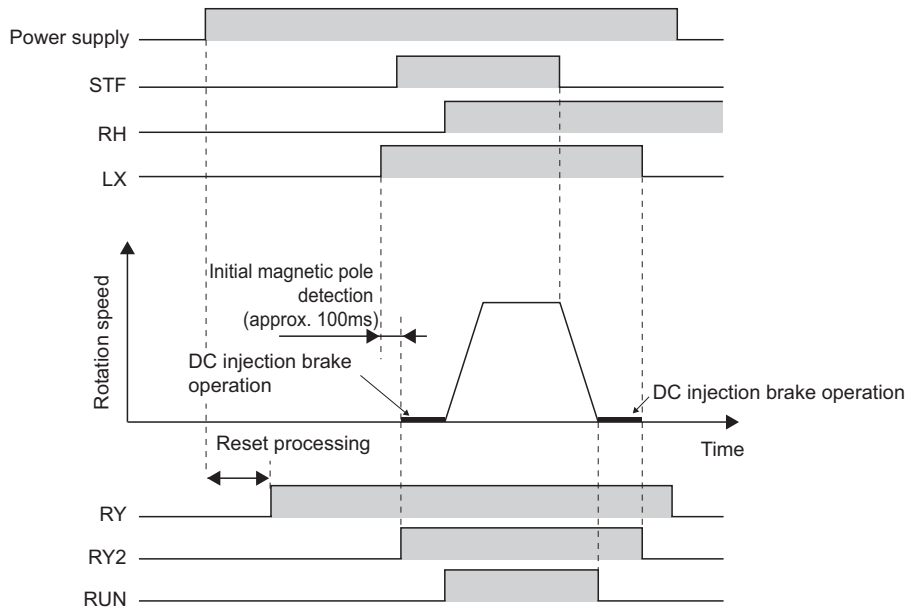 Power supply
STF
RH
LX
Rotation speed
Initial magnetic pole
detection
(approx. 100ms)
DC injection brake
operation
DC injection brake operation
Time
Reset processing
RY
RY2
RUN